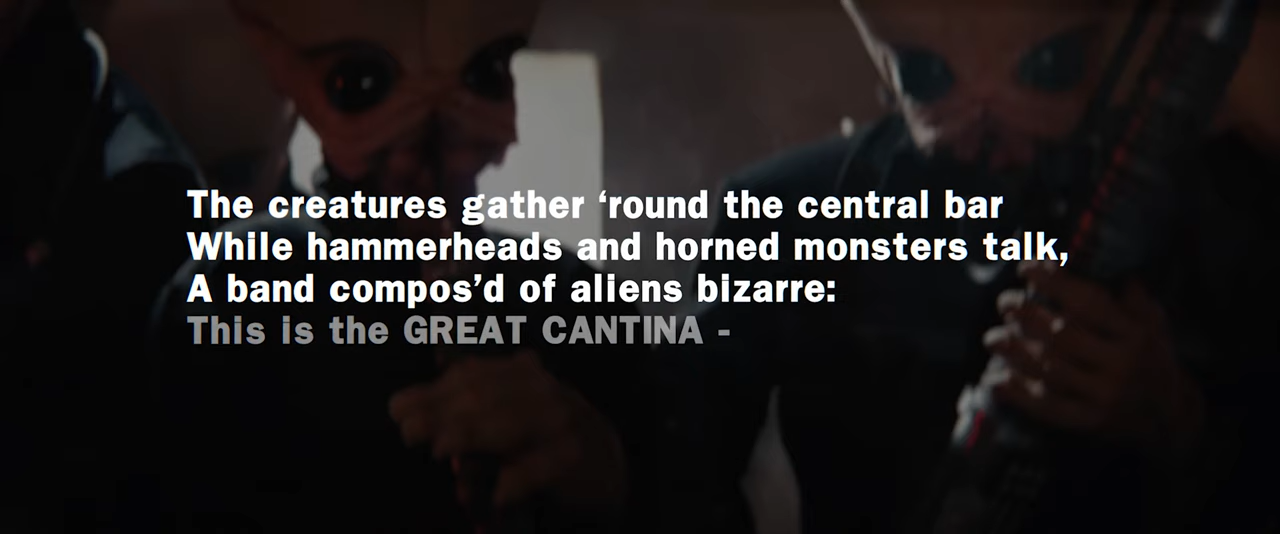 The creatures gather ‘round the central bar
While hammerheads and horned monsters talk,
A band compos’d of aliens bizarre:
This is the GREAT CANTINA -